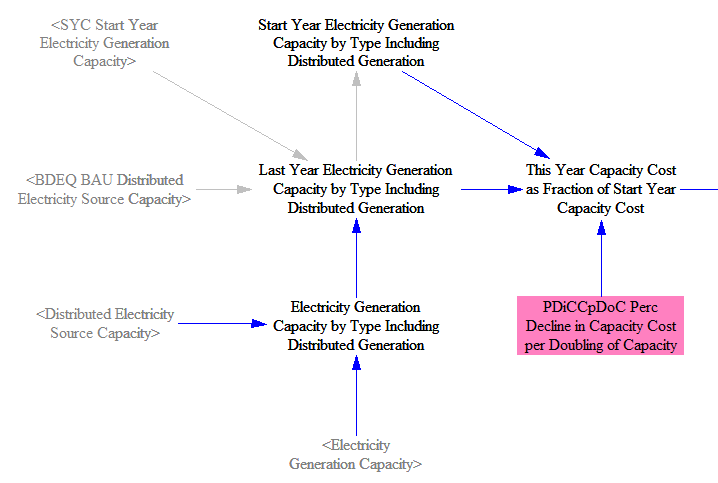 <SYC Start Year
Electricity Generation
Capacity>
Start Year Electricity Generation
Capacity by Type Including
Distributed Generation
<BDEQ BAU Distributed
Electricity Source Capacity>
Last Year Electricity Generation
Capacity by Type Including
Distributed Generation
This Year Capacity Cost
as Fraction of Start Year
Capacity Cost
<Distributed Electricity
Source Capacity>
Electricity Generation
Capacity by Type Including
Distributed Generation
PDiCCpDoC Perc
Decline in Capacity Cost
per Doubling of Capacity
<Electricity
Generation Capacity>